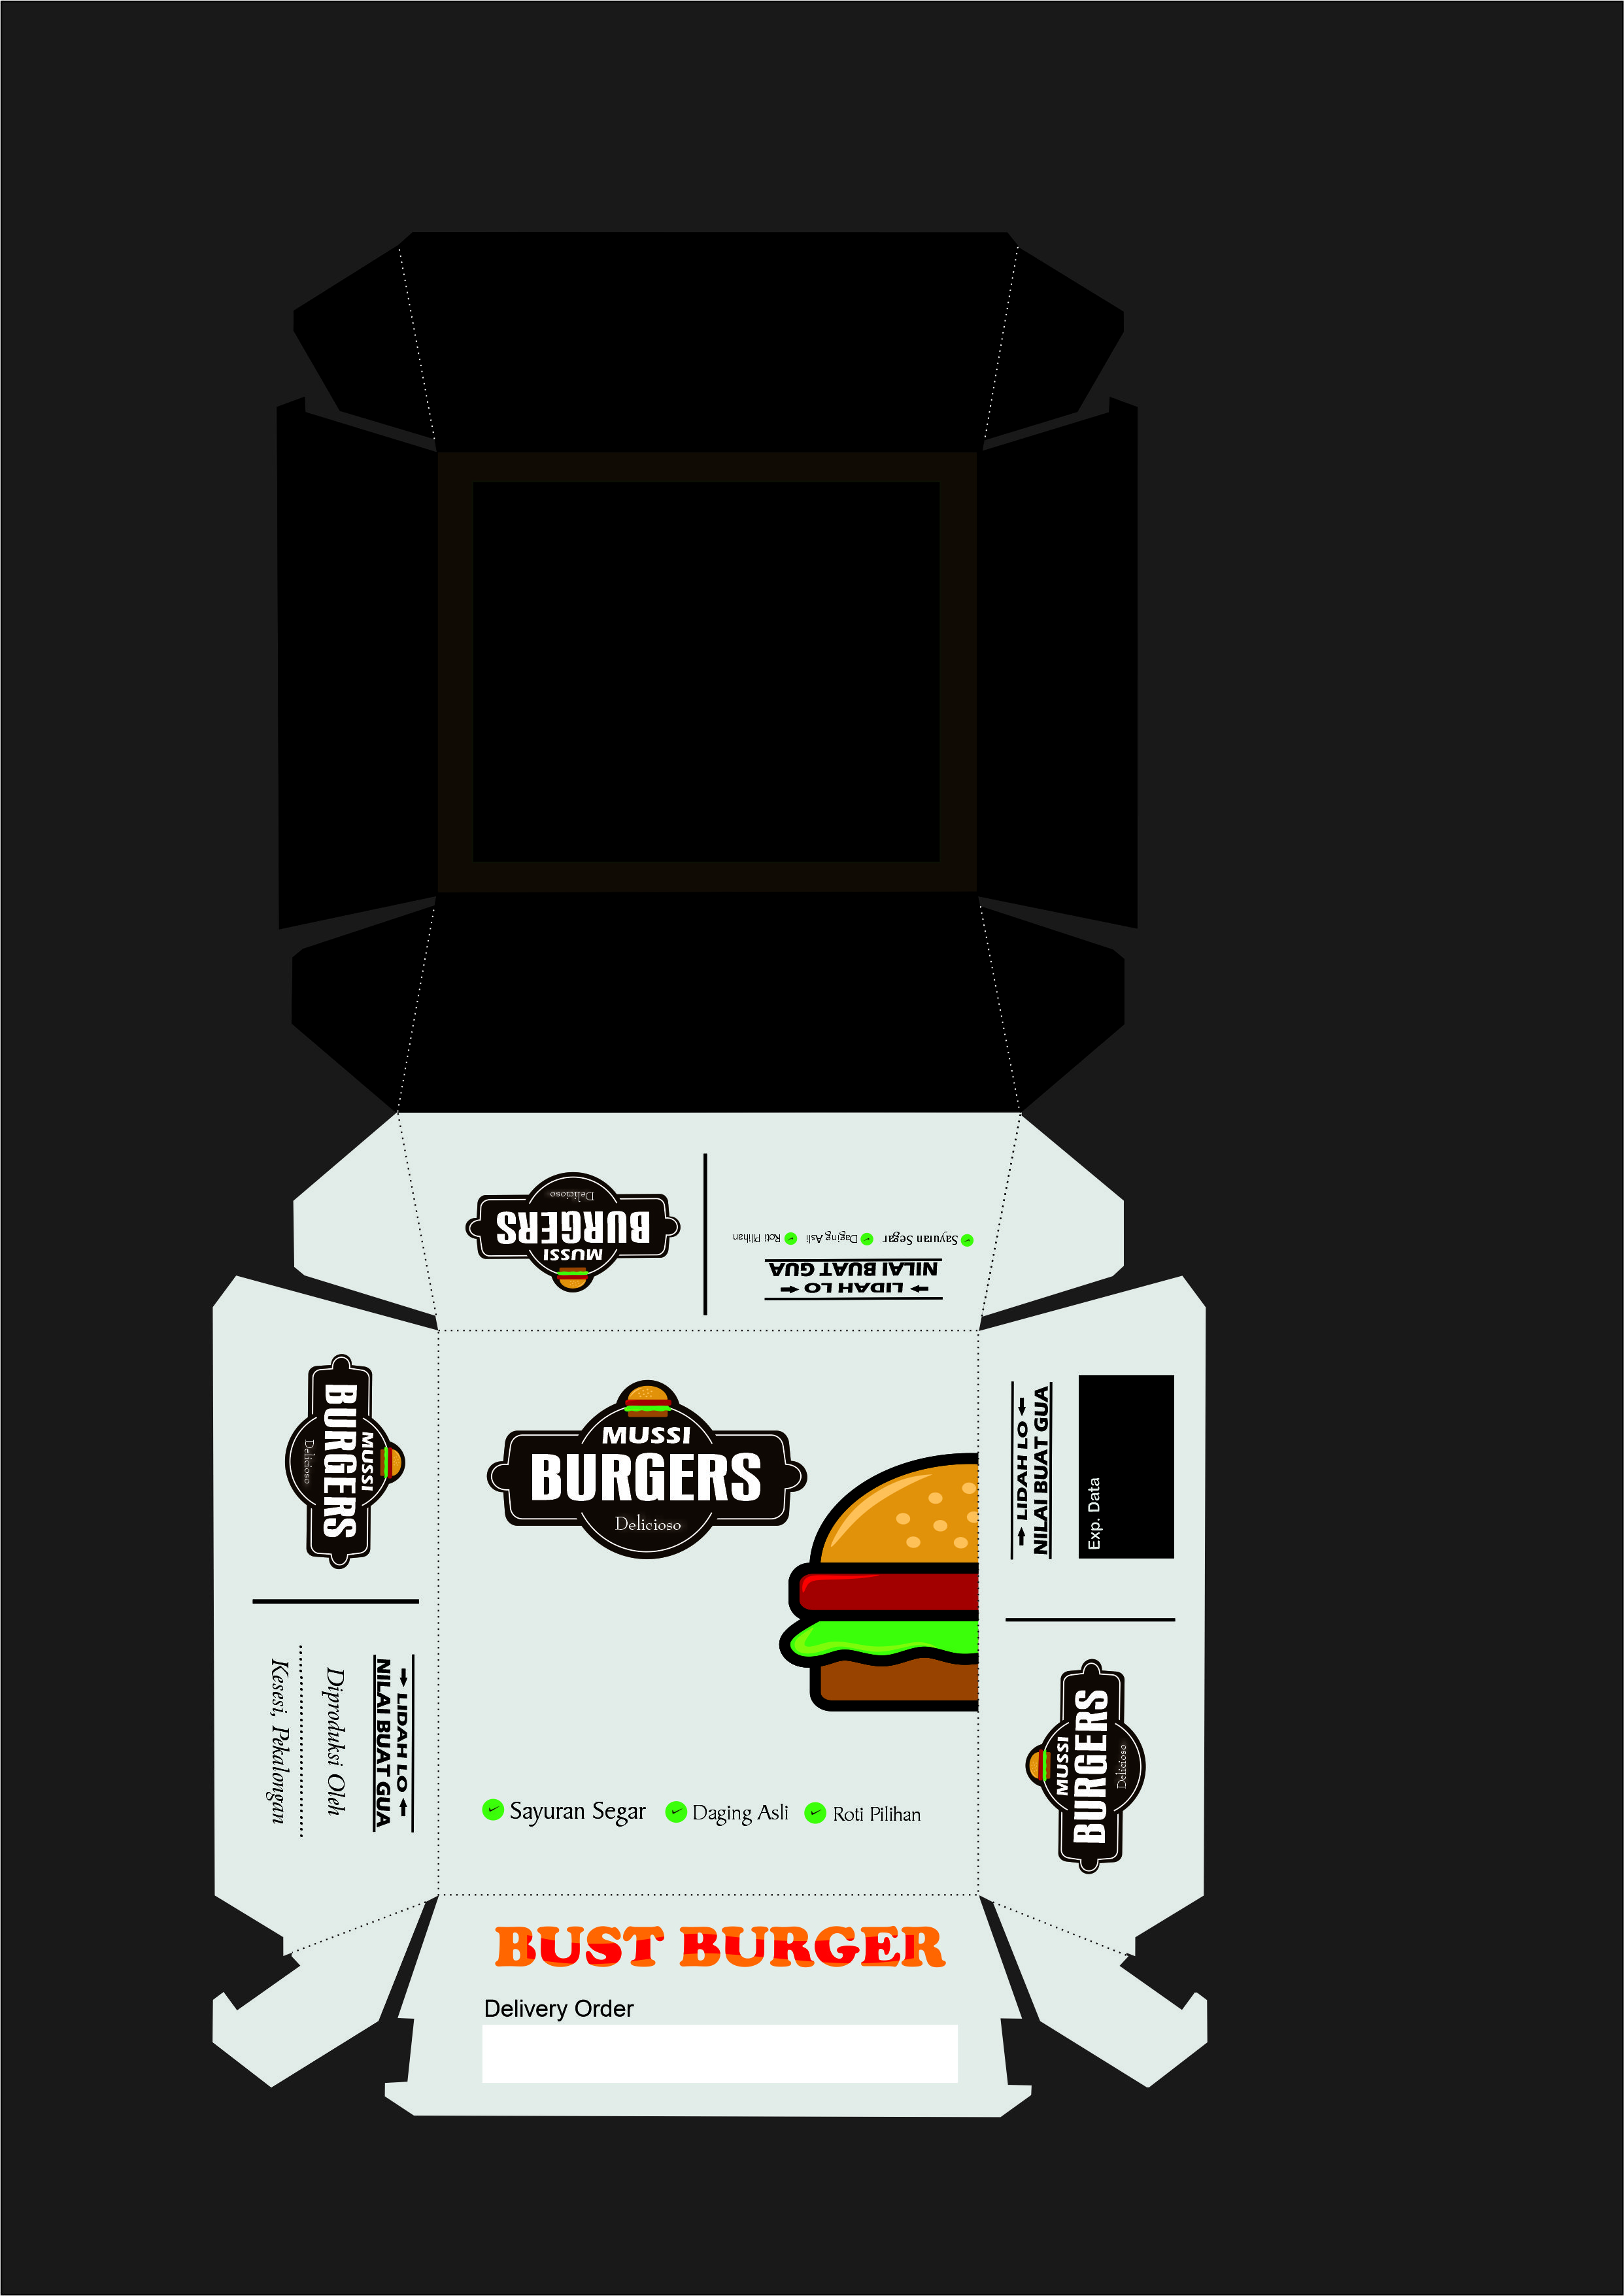 Delicioso
BURGERS
MUSSI
Sayuran Segar
Daging Asli
Roti Pilihan
LIDAH LO
NILAI BUAT GUA
MUSSI
BURGERS
Delicioso
LIDAH LO
NILAI BUAT GUA
Diproduksi Oleh
Kesesi, Pekalongan
MUSSI
BURGERS
Delicioso
Sayuran Segar
Daging Asli
Roti Pilihan
LIDAH LO
NILAI BUAT GUA
Exp. Data
MUSSI
BURGERS
Delicioso
BUST BURGER
Delivery Order